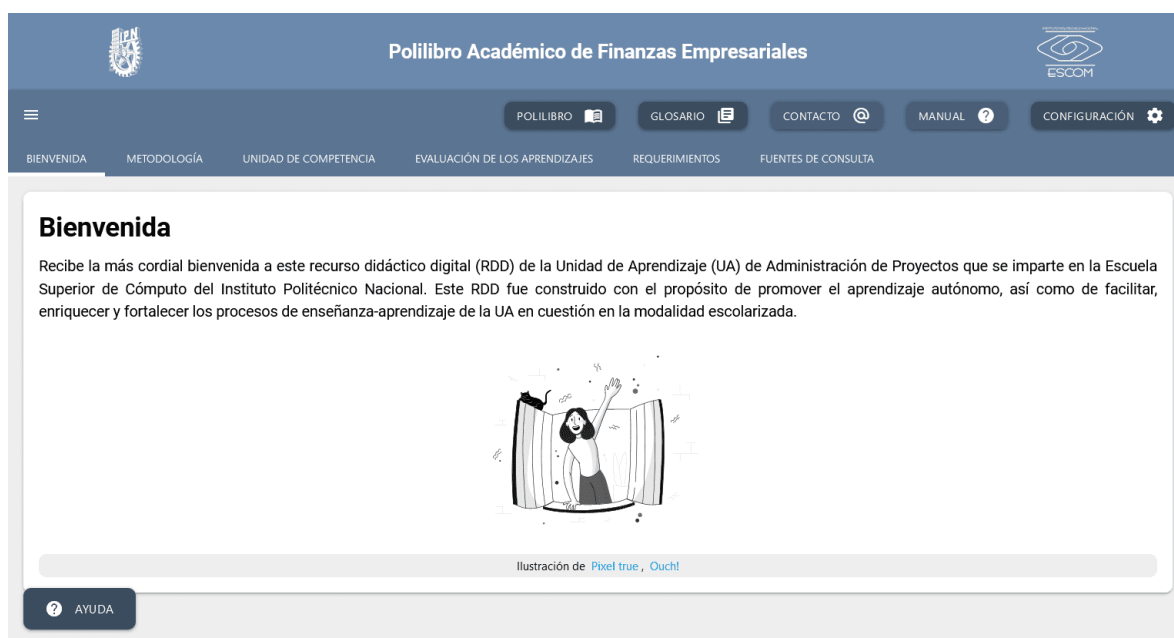 IPN
Polilibro Académico de Finanzas Empresariales
ESCOM
POLILIBRO
GLOSARIO
CONTACTO
MANUAL
CONFIGURACIÓN
BIENVENIDA
METODOLOGÍA
UNIDAD DE COMPETENCIA
EVALUACIÓN DE LOS APRENDIZAJES
REQUERIMIENTOS
FUENTES DE CONSULTA
Bienvenida
Recibe la más cordial bienvenida a este recurso didáctico digital (RDD) de la Unidad de Aprendizaje (UA) de Administración de Proyectos que se imparte en la Escuela
Superior de Cómputo del Instituto Politécnico Nacional. Este RDD fue construido con el propósito de promover el aprendizaje autónomo, así como de facilitar,
enriquecer y fortalecer los procesos de enseñanza-aprendizaje de la UA en cuestión en la modalidad escolarizada.
Ilustración de Pixel true , Ouch!
AYUDA